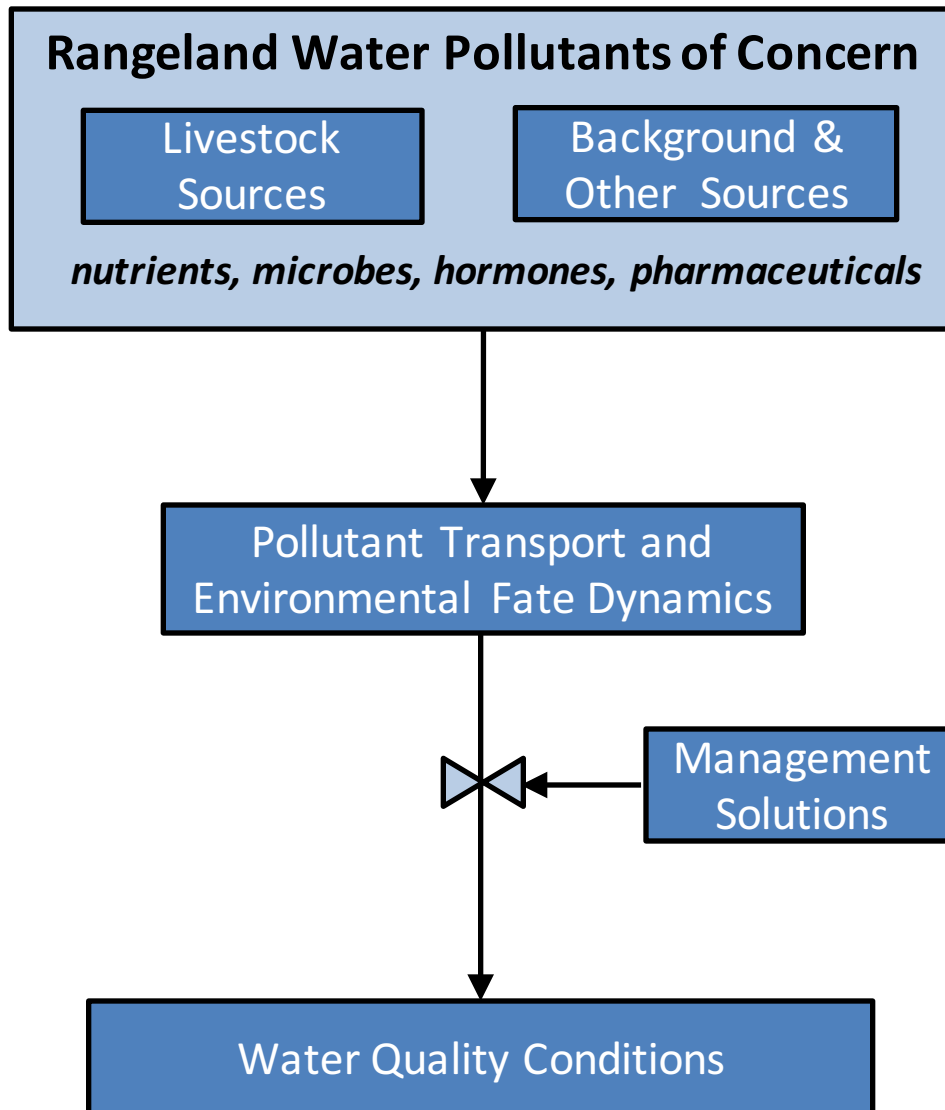 Rangeland Water Pollutants of Concern
Livestock
Sources
Background &
Other Sources
nutrients, microbes, hormones, pharmaceuticals
Pollutant Transport and
Environmental Fate Dynamics
Management
Solutions
Water Quality Conditions